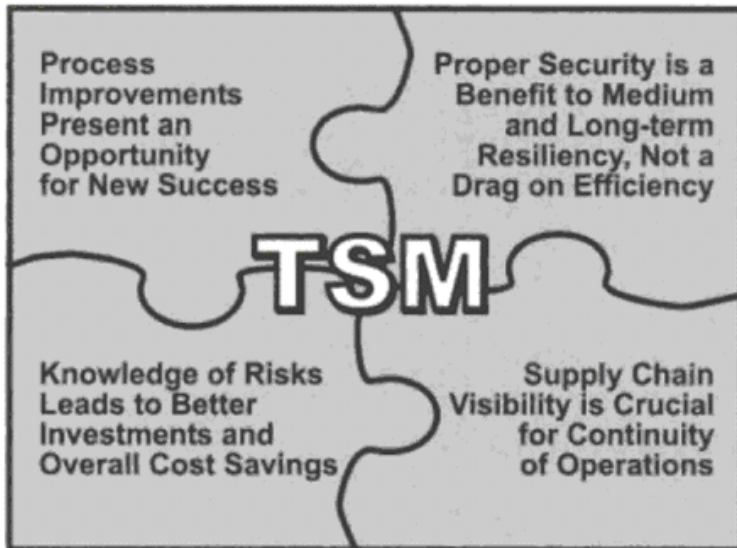 Process
Improvements
Present an
Opportunity
for New Success
Proper Security is a
Benefit to Medium
and Long-term
Resiliency, Not a
Drag on Efficiency
TSM
Knowledge of Risks
Leads to Better
Investments and
Overall Cost Savings
Supply Chain
Visibility is Crucial
for Continuity
of Operations